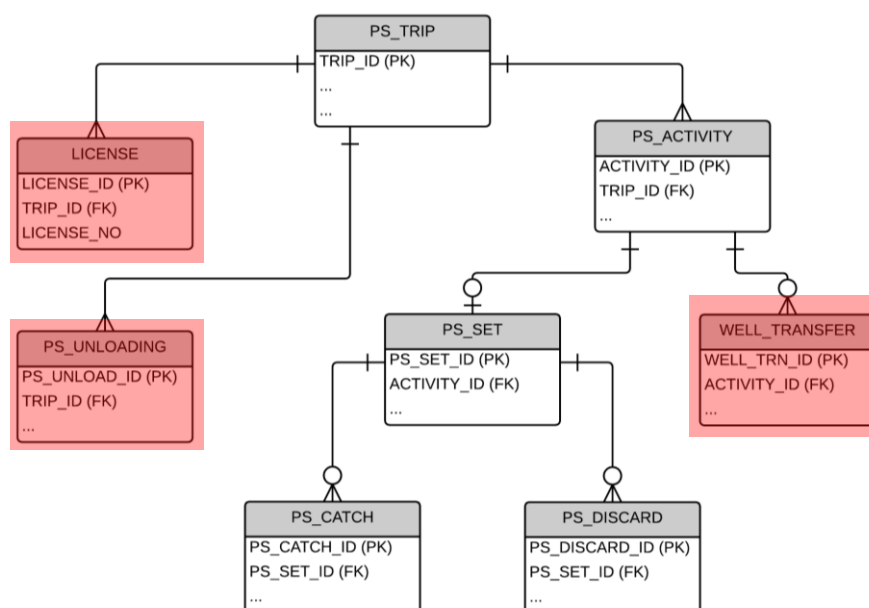 PS_TRIP
TRIP_ID (PK)
...
...
LICENSE
LICENSE_ID (PK)
TRIP_ID (FK)
LICENSE_NO
PS_ACTIVITY
ACTIVITY_ID (PK)
TRIP_ID (FK)
...
PS_UNLOADING
PS_UNLOAD_ID (PK)
TRIP_ID (FK)
...
PS_SET
PS_SET_ID (PK)
ACTIVITY_ID (FK)
...
WELL_TRANSFER
WELL_TRN_ID (PK)
ACTIVITY_ID (FK)
...
PS_CATCH
PS_CATCH_ID (PK)
PS_SET_ID (FK)
...
PS_DISCARD
PS_DISCARD_ID (PK)
PS_SET_ID (FK)
...